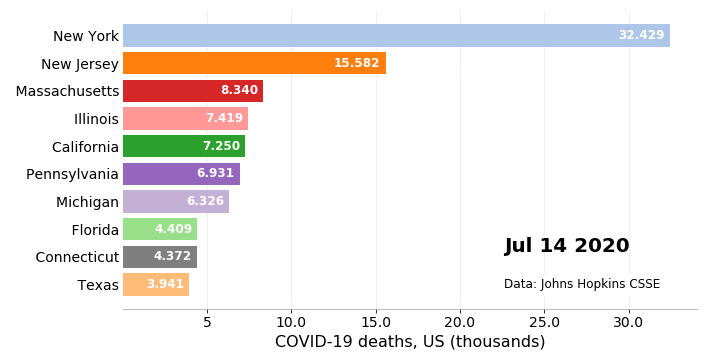 New York 32.429
New Jersey 15.582
Massachusetts 8.340
Illinois 7.419
California 7.250
Pennsylvania 6.931
Michigan 6.326
Florida 4.409
Connecticut 4.372
Texas 3.941
Jul 14 2020
Data: Johns Hopkins CSSE
5 10.0 15.0 20.0 25.0 30.0
COVID-19 deaths, US (thousands)